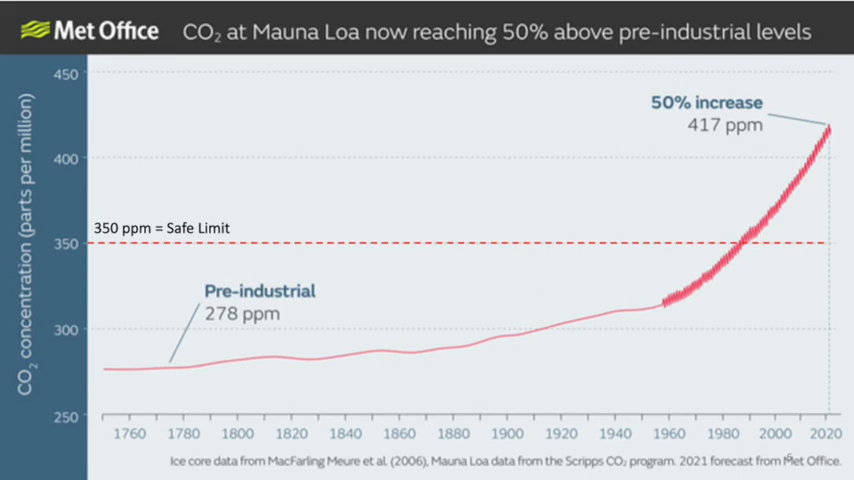 Met Office CO₂ at Mauna Loa now reaching 50% above pre-industrial levels
CO₂ concentration (parts per million)
450
400
350
300
250
50% increase
417 ppm
350 ppm = Safe Limit
Pre-industrial
278 ppm
1760 1780 1800 1820 1840 1860 1880 1900 1920 1940 1960 1980 2000 2020
Ice core data from MacFarling Meure et al. (2006), Mauna Loa data from the Scripps CO₂ program. 2021 forecast from Met Office.
6